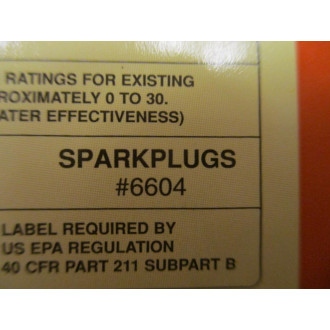 RATINGS FOR EXISTING
ROXIMATELY 0 TO 30.
ATER EFFECTIVENESS)
SPARKPLUGS
#6604
LABEL REQUIRED BY
US EPA REGULATION
40 CFR PART 211 SUBPART B